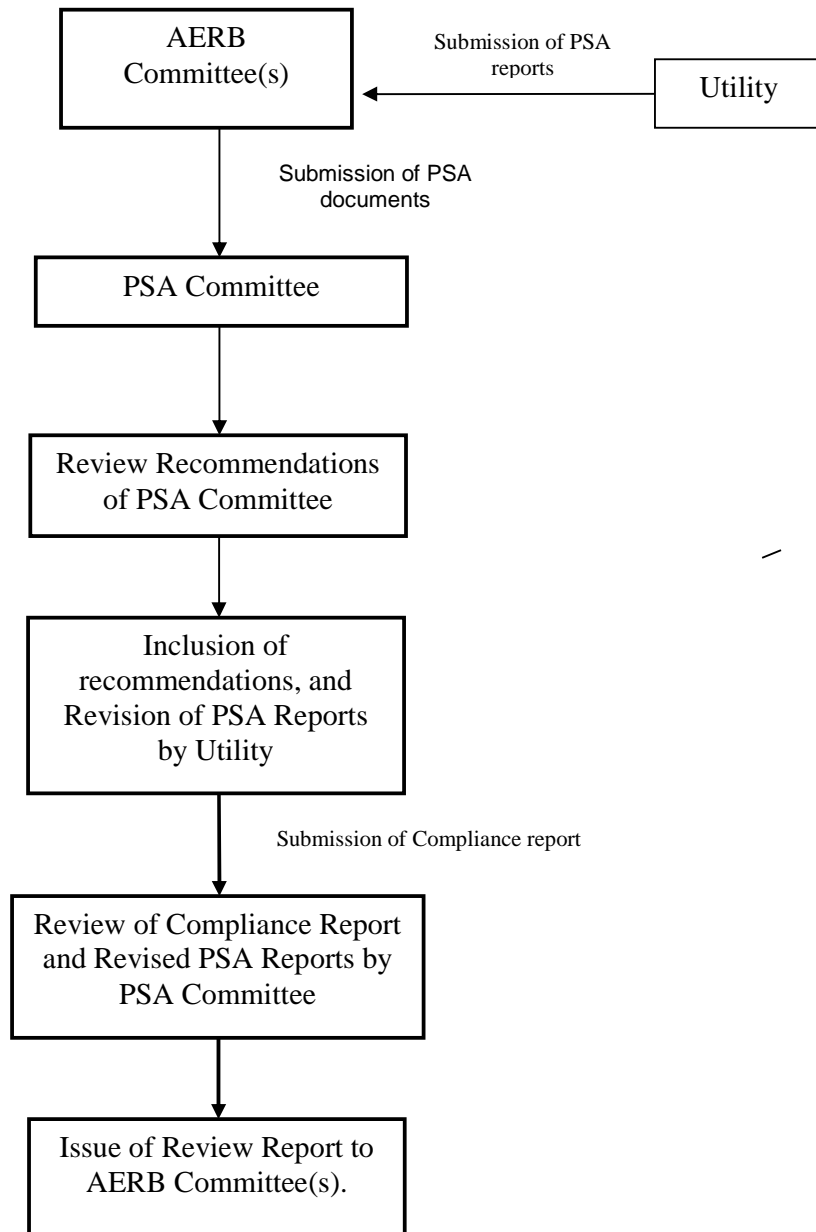 AERB
Committee(s)
Submission of PSA
reports
Utility
Submission of PSA
documents
PSA Committee
Review Recommendations
of PSA Committee
Inclusion of
recommendations, and
Revision of PSA Reports
by Utility
Submission of Compliance report
Review of Compliance Report
and Revised PSA Reports by
PSA Committee
Issue of Review Report to
AERB Committee(s).